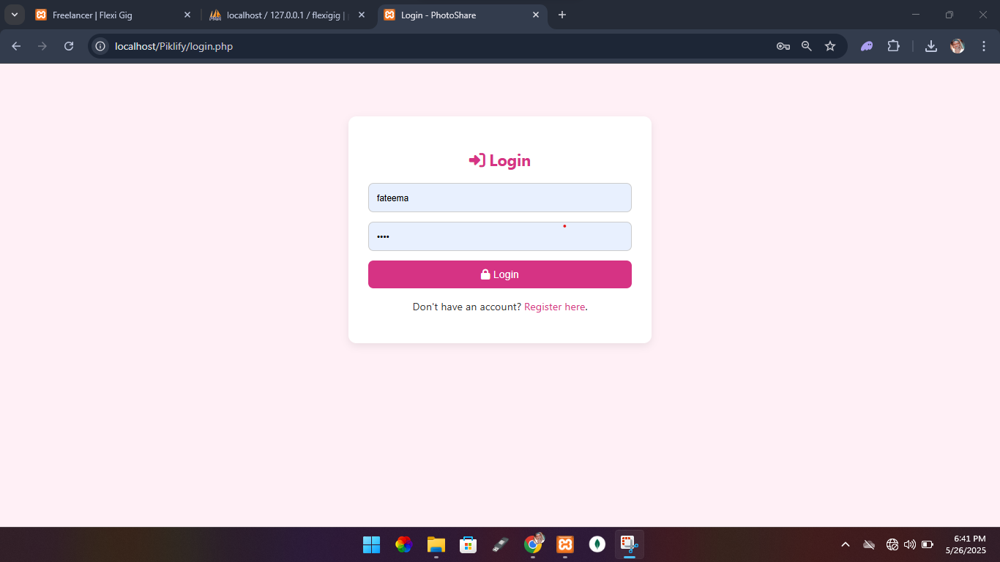 Freelancer | Flexi Gig
localhost / 127.0.0.1 / flexigig |
Login - PhotoShare
localhost/Piklify/login.php
Login
fateema
••••
Login
Don't have an account? Register here.
6:41 PM
5/26/2025